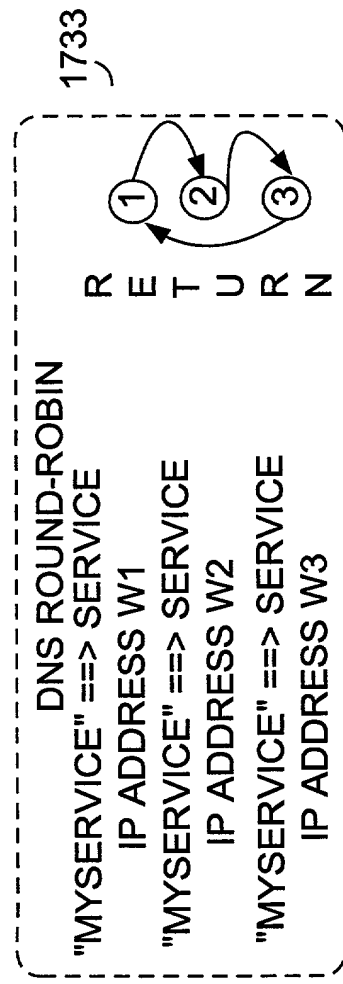 1733
DNS ROUND-ROBIN
"MYSERVICE" ==> SERVICE
IP ADDRESS W1
"MYSERVICE" ==> SERVICE
IP ADDRESS W2
"MYSERVICE" ==> SERVICE
IP ADDRESS W3
R
E
T
U
R
N
1
2
3